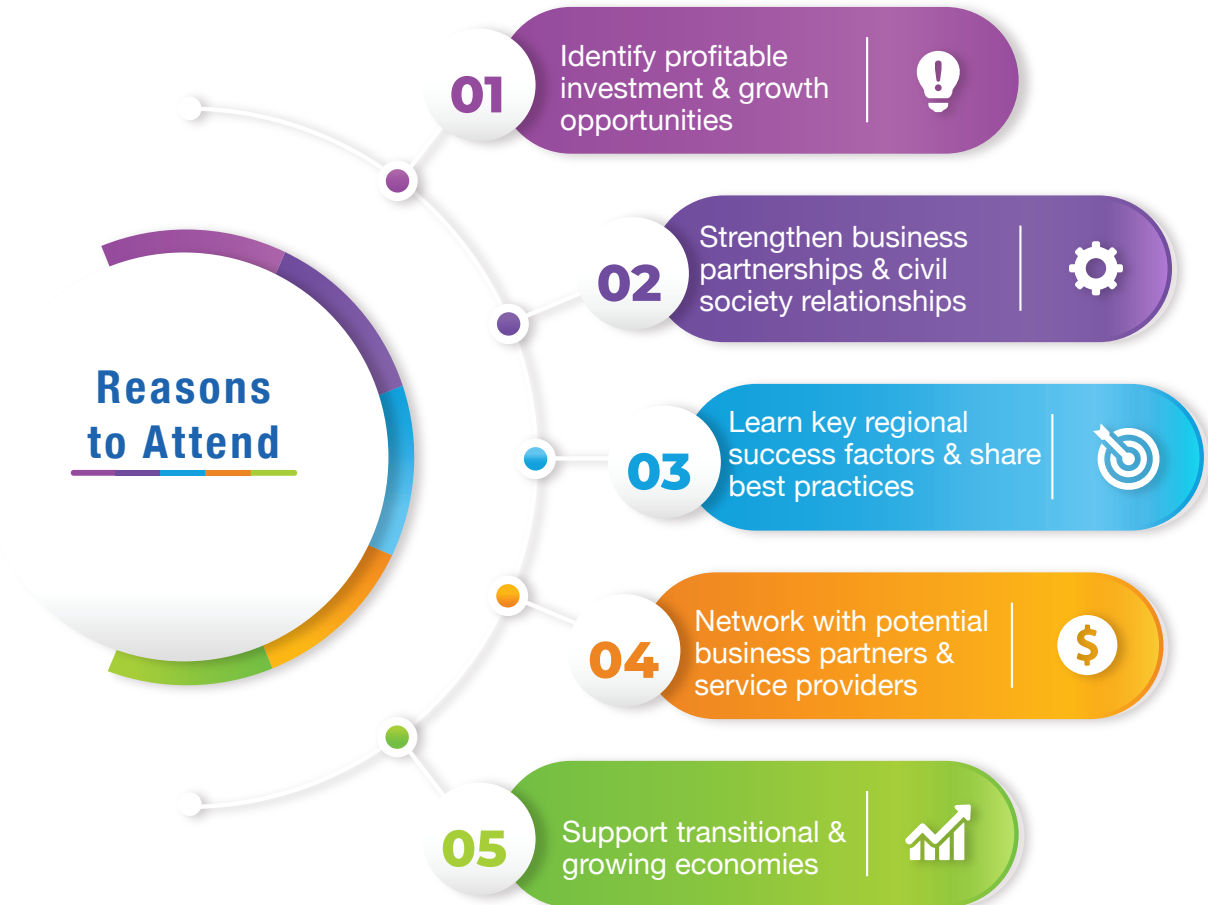 Reasons
to Attend
01
Identify profitable
investment & growth
opportunities
02
Strengthen business
partnerships & civil
society relationships
03
Learn key regional
success factors & share
best practices
04
Network with potential
business partners &
service providers
$
05
Support transitional &
growing economies